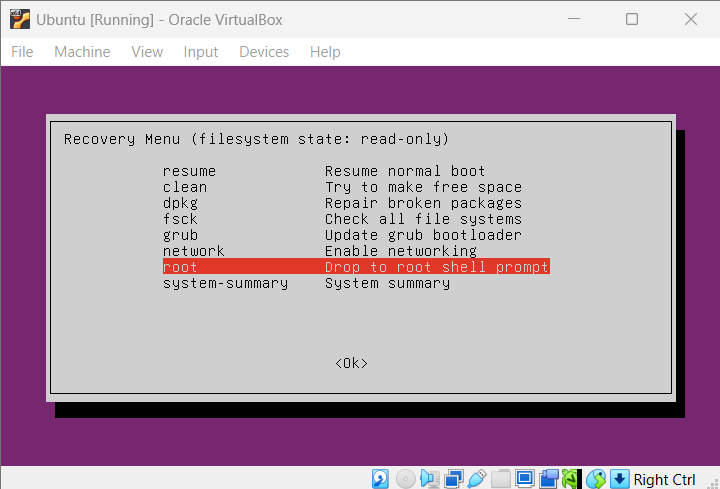 Ubuntu [Running] - Oracle VirtualBox
File Machine View Input Devices Help
Recovery Menu (filesystem state: read-only)
resume Resume normal boot
clean Try to make free space
dpkg Repair broken packages
fsck Check all file systems
grub Update grub bootloader
network Enable networking
root Drop to root shell prompt
system-summary System summary
<Ok>
Right Ctrl